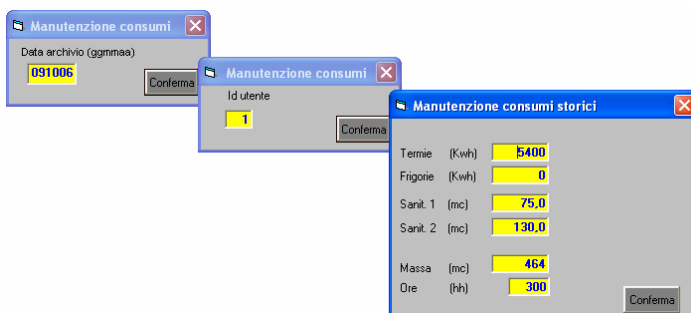 Manutenzione consumi
Data archivio (ggmmaa)
091006
Conferma
Manutenzione consumi
Id utente
1
Conferma
Manutenzione consumi storici
Termie (Kwh) 5400
Frigorie (Kwh) 0
Sanit. 1 (mc) 75,0
Sanit. 2 (mc) 130,0
Massa (mc) 464
Ore (hh) 300
Conferma